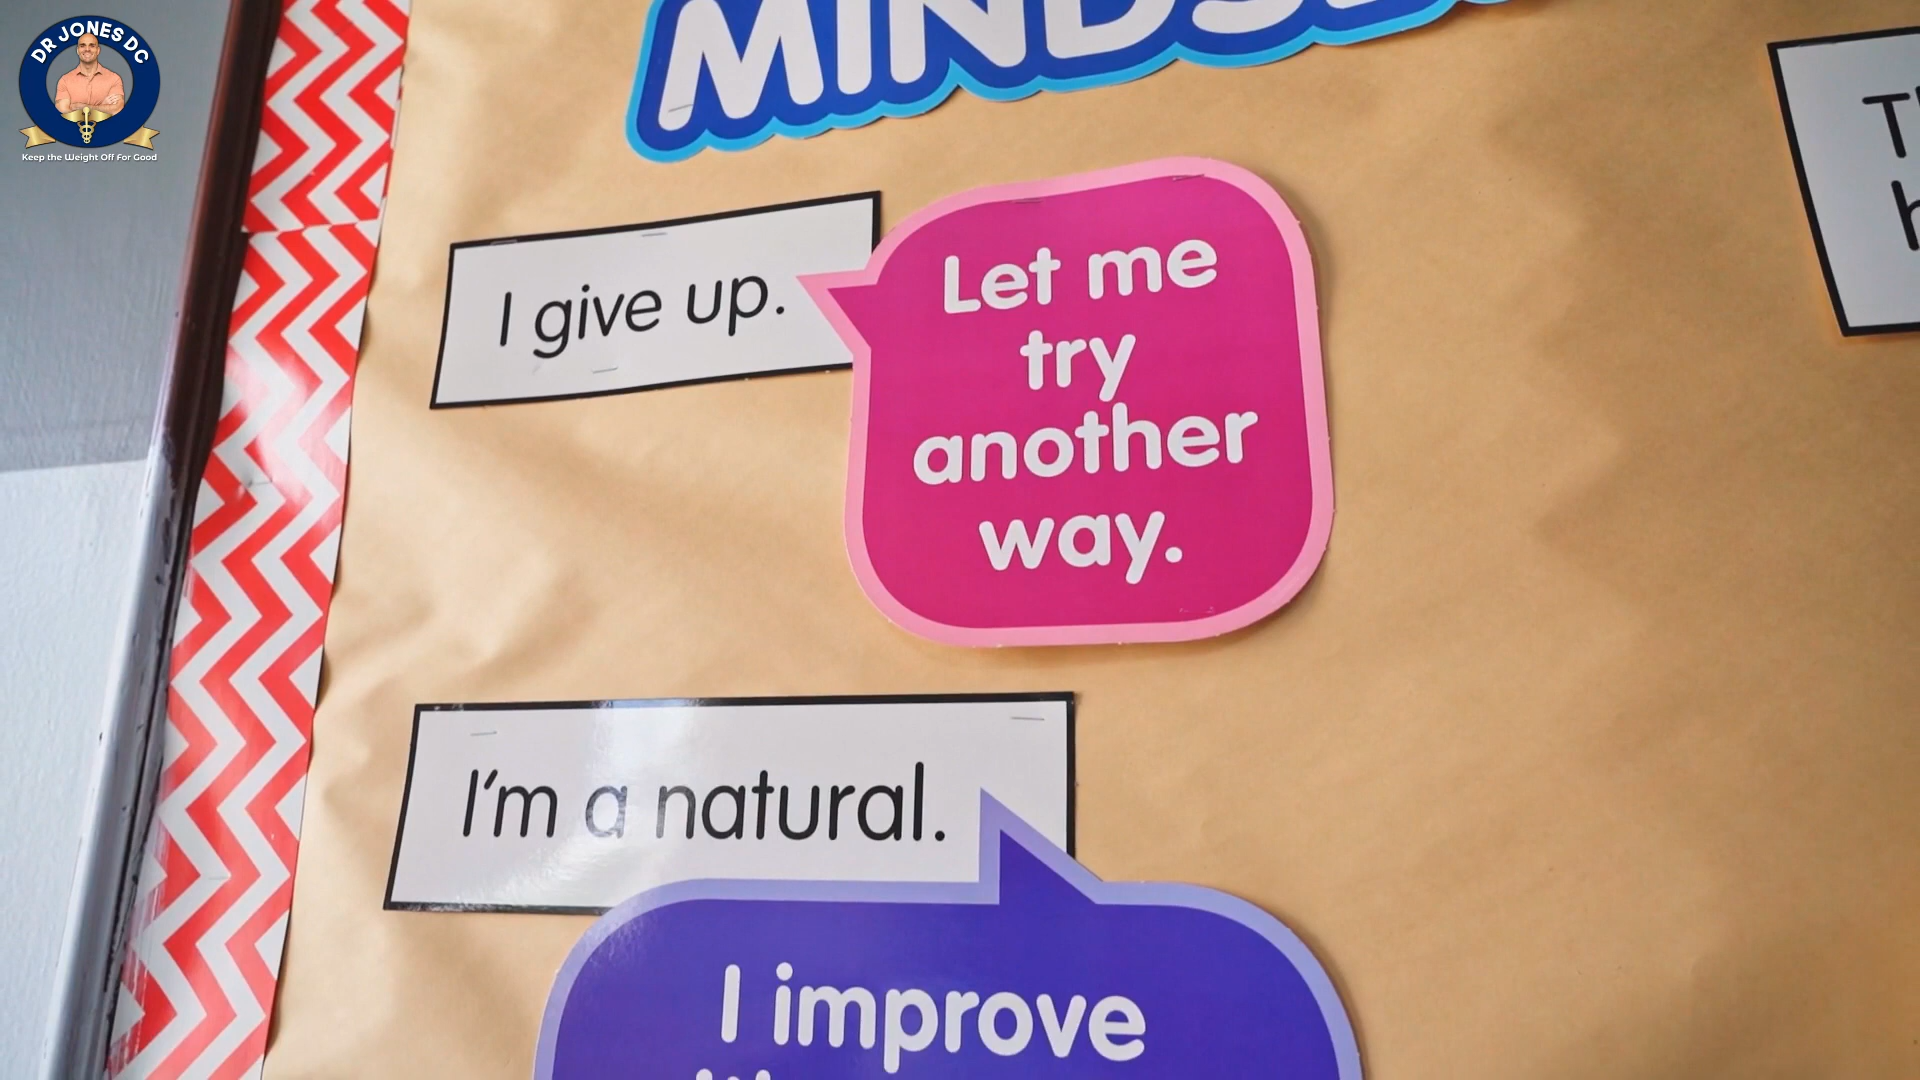 DR JONES DC
Keep the Weight Off For Good
I give up.
Let me
try
another
way.
I'm a natural.
I improve